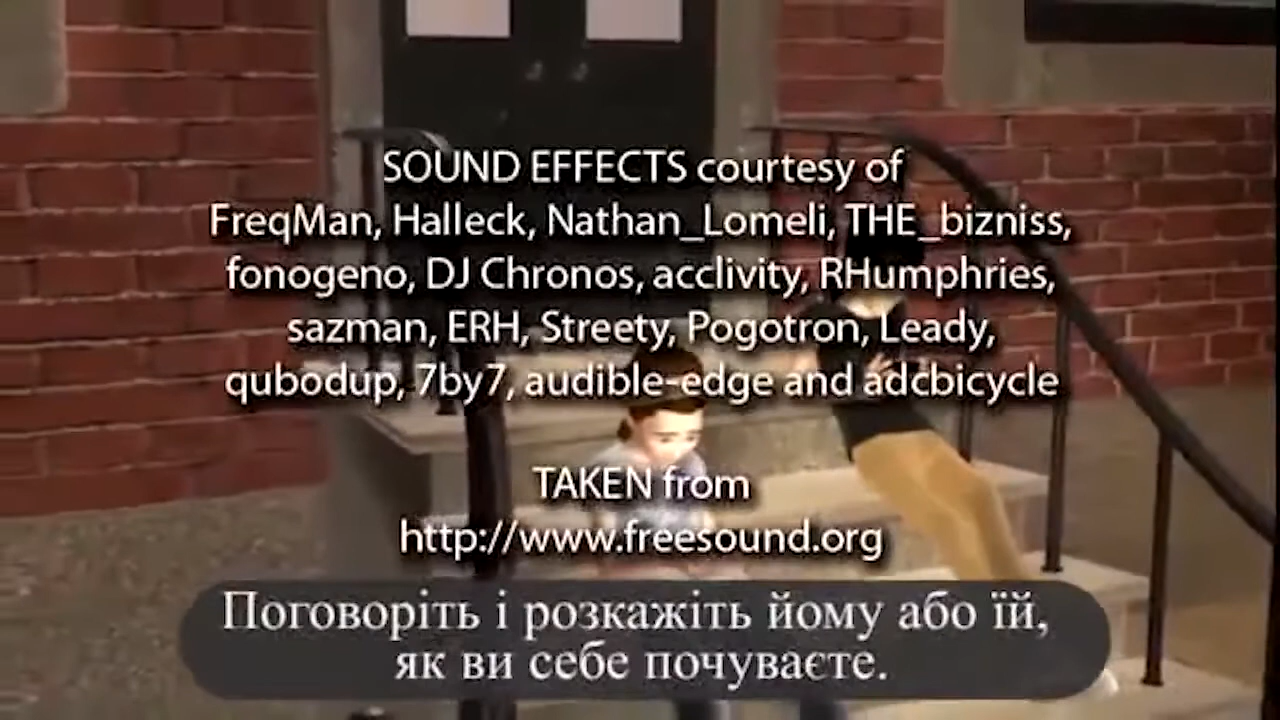 SOUND EFFECTS courtesy of
FreqMan, Halleck, Nathan_Lomeli, THE_bizniss,
fonogeno, DJ Chronos, acclivity, RHumphries,
sazman, ERH, Streety, Pogotron, Leady,
qubodup, 7by7, audible-edge and adcbicycle
TAKEN from
http://www.freesound.org
Поговоріть і розкажіть йому або їй,
як ви себе почуваєте.